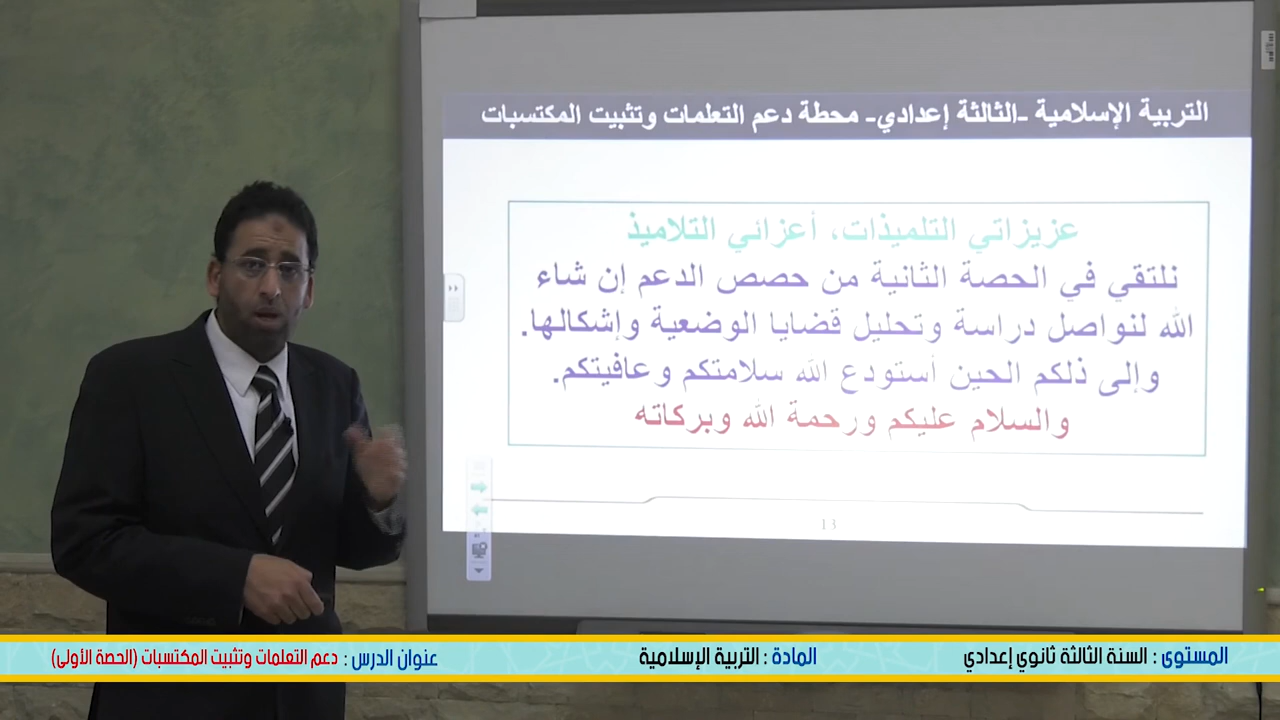 التربية الإسلامية -الثالثة إعدادي- محطة دعم التعلمات وتثبيت المكتسبات
عزيزاتي التلميذات، أعزائي التلاميذ
نلتقي في الحصة الثانية من حصص الدعم إن شاء
الله لنواصل دراسة وتحليل قضايا الوضعية وإشكالها.
وإلى ذلكم الحين أستودع الله سلامتكم وعافيتكم.
والسلام عليكم ورحمة الله وبركاته
13
المستوى : السنة الثالثة ثانوي إعدادي
المادة : التربية الإسلامية
عنوان الدرس : دعم التعلمات وتثبيت المكتسبات (الحصة الأولى)